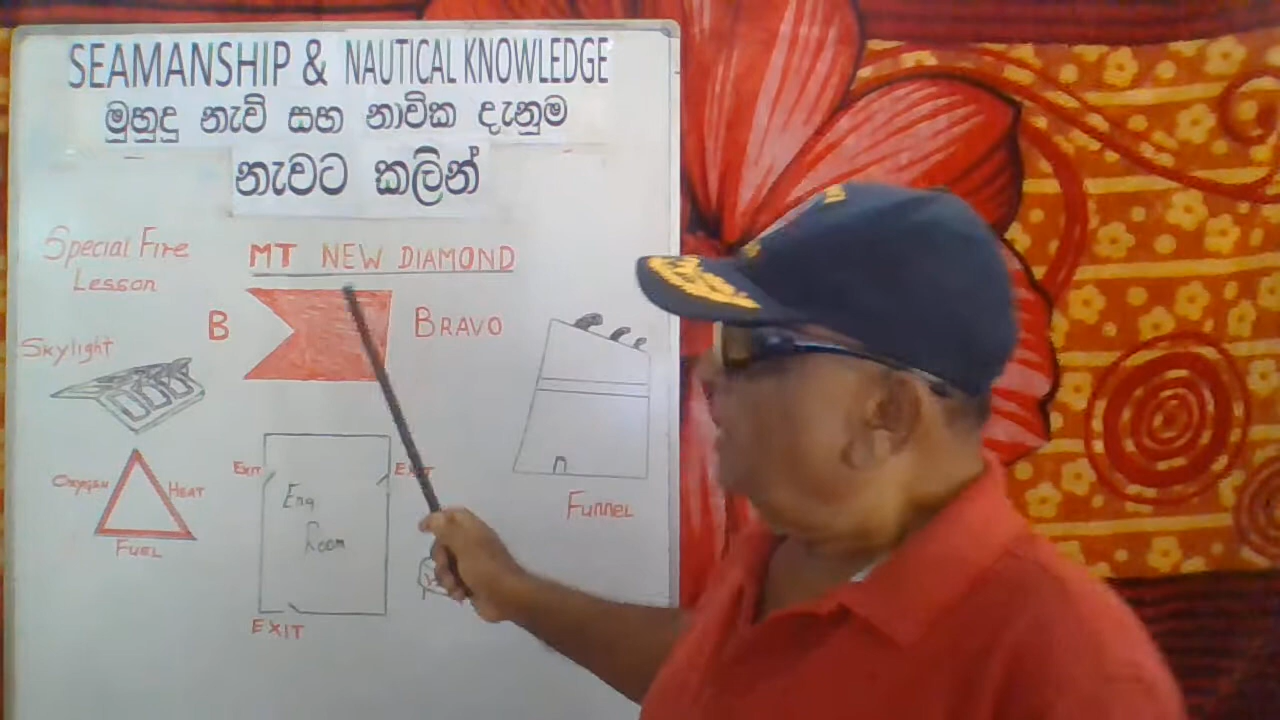 SEAMANSHIP & NAUTICAL KNOWLEDGE
මුහුදු නැවි සහ නාවික දැනුම
නැවට කලින්
Special Fire
Lesson
MT NEW DIAMOND
B
BRAVO
Skylight
OXYGEN
HEAT
FUEL
EXIT
EXIT
Eng
Room
EXIT
Funnel